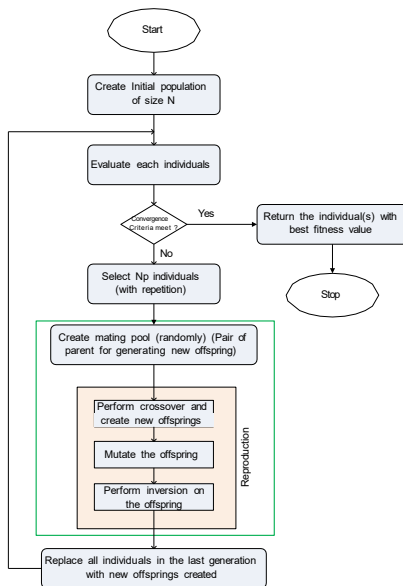 Start
Create Initial population
of size N
Evaluate each individuals
Convergence
Criteria meet ?
Yes
Return the individual(s) with
best fitness value
No
Stop
Select Np individuals
(with repetition)
Create mating pool (randomly) (Pair of
parent for generating new offspring)
Perform crossover and
create new offsprings
Mutate the offspring
Perform inversion on
the offspring
Reproduction
Replace all individuals in the last generation
with new offsprings created